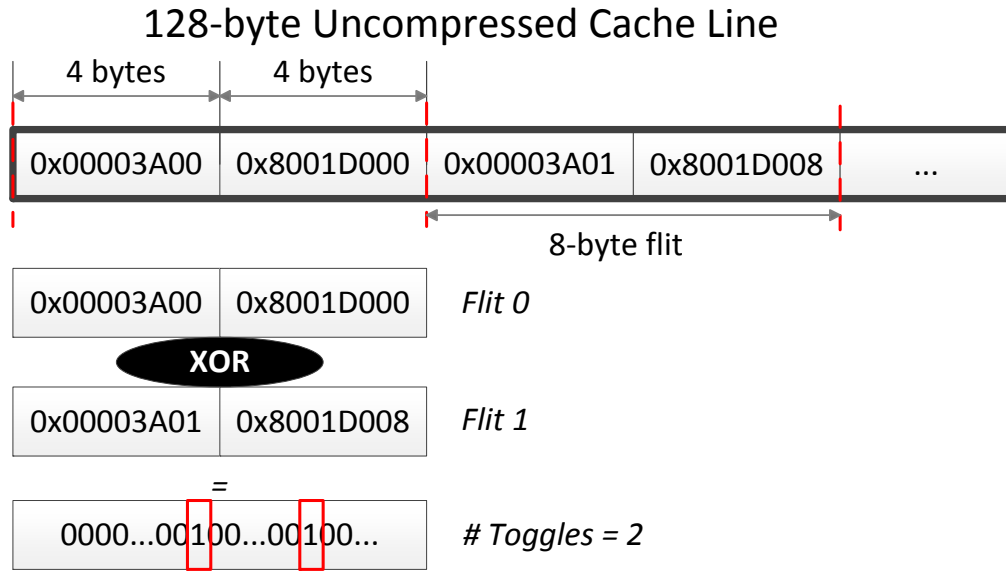 128-byte Uncompressed Cache Line
4 bytes 4 bytes
0x00003A00 0x8001D000 0x00003A01 0x8001D008 ...
8-byte flit
0x00003A00 0x8001D000 Flit 0
XOR
0x00003A01 0x8001D008 Flit 1
=
0000...00100...00100... # Toggles = 2